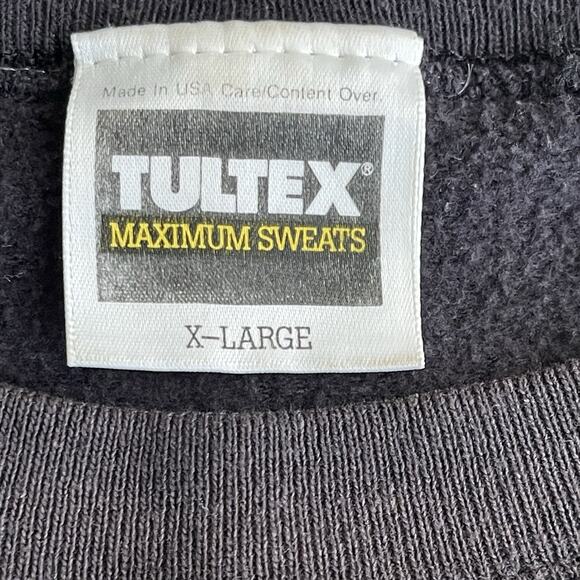 Made In USA Care/Content Over.
TULTEX®
MAXIMUM SWEATS
X-LARGE